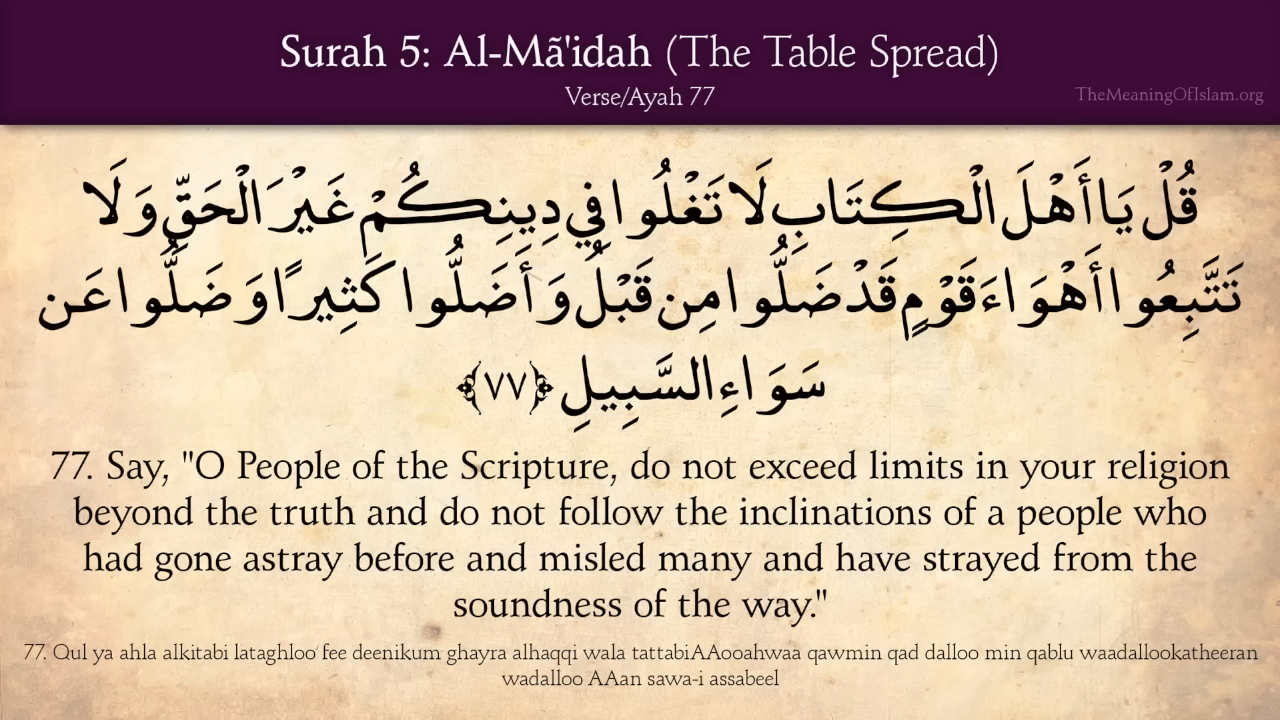 Surah 5: Al-Mã'idah (The Table Spread)
Verse/Ayah 77
TheMeaningOfIslam.org
قُلْ يَا أَهْلَ الْكِتَابِ لَا تَغْلُوا فِي دِينِكُمْ غَيْرَ الْحَقِّ وَلَا
تَتَّبِعُوا أَهْوَاءَ قَوْمٍ قَدْ ضَلُّوا مِن قَبْلُ وَأَضَلُّوا كَثِيرًا وَضَلُّوا عَن
سَوَاءِ السَّبِيلِ ﴿٧٧﴾
77. Say, "O People of the Scripture, do not exceed limits in your religion
beyond the truth and do not follow the inclinations of a people who
had gone astray before and misled many and have strayed from the
soundness of the way."
77. Qul ya ahla alkitabi lataghloo fee deenikum ghayra alhaqqi wala tattabiAAooahwaa qawmin qad dalloo min qablu waadallookatheeran
wadalloo AAan sawa-i assabeel